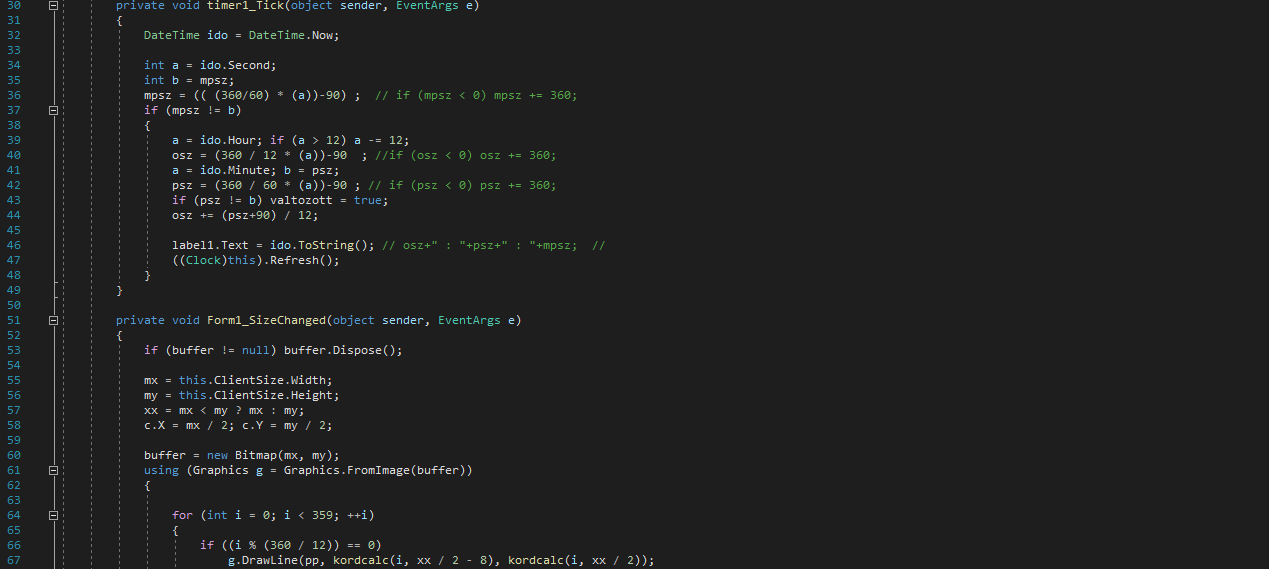 30 private void timer1_Tick(object sender, EventArgs e)
31 {
32 DateTime ido = DateTime.Now;
33
34 int a = ido.Second;
35 int b = mpsz;
36 mpsz = (( (360/60) * (a))-90) ;  // if (mpsz < 0) mpsz += 360;
37 if (mpsz != b)
38 {
39 a = ido.Hour; if (a > 12) a -= 12;
40 osz = (360 / 12 * (a))-90  ; //if (osz < 0) osz += 360;
41 a = ido.Minute; b = psz;
42 psz = (360 / 60 * (a))-90 ; // if (psz < 0) psz += 360;
43 if (psz != b) valtozott = true;
44 osz += (psz+90) / 12;
45
46 label1.Text = ido.ToString(); // osz+" : "+psz+" : "+mpsz;  //
47 ((Clock)this).Refresh();
48 }
49 }
50
51 private void Form1_SizeChanged(object sender, EventArgs e)
52 {
53 if (buffer != null) buffer.Dispose();
54
55 mx = this.ClientSize.Width;
56 my = this.ClientSize.Height;
57 xx = mx < my ? mx : my;
58 c.X = mx / 2; c.Y = my / 2;
59
60 buffer = new Bitmap(mx, my);
61 using (Graphics g = Graphics.FromImage(buffer))
62 {
63
64 for (int i = 0; i < 359; ++i)
65 {
66 if ((i % (360 / 12)) == 0)
67 g.DrawLine(pp, kordcalc(i, xx / 2 - 8), kordcalc(i, xx / 2));